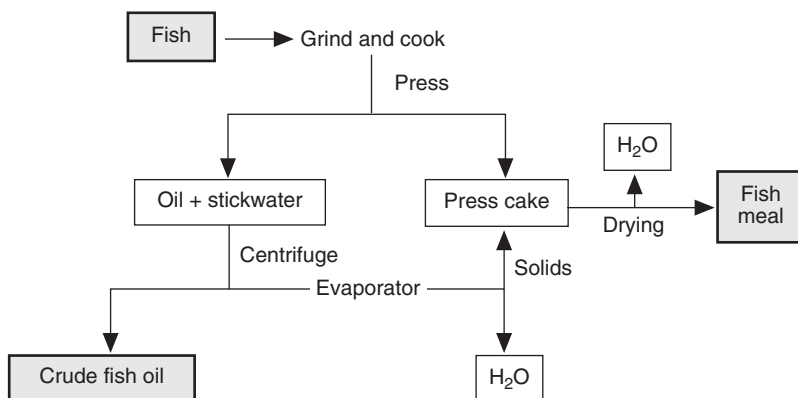 Fish
Grind and cook
Press
H₂O
Oil + stickwater
Press cake
Fish
meal
Drying
Centrifuge
Solids
Evaporator
Crude fish oil
H₂O